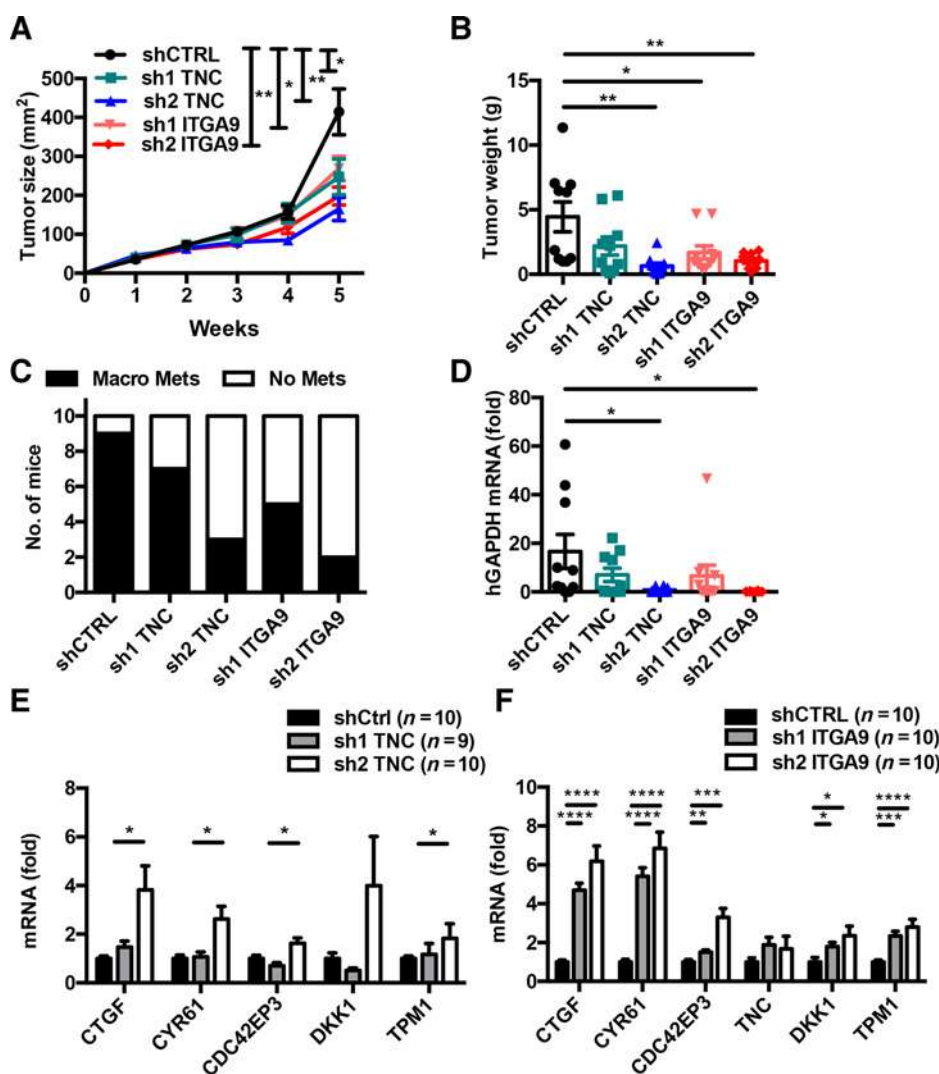 A
shCTRL
sh1 TNC
sh2 TNC
sh1 ITGA9
sh2 ITGA9
** * ** *
Tumor size (mm²)
500
400
300
200
100
0
0 1 2 3 4 5
Weeks
B
**
*
**
Tumor weight (g)
15
10
5
0
shCTRL
sh1 TNC
sh2 TNC
sh1 ITGA9
sh2 ITGA9
C
Macro Mets
No Mets
No. of mice
10
8
6
4
2
0
shCTRL
sh1 TNC
sh2 TNC
sh1 ITGA9
sh2 ITGA9
D
*
*
hGAPDH mRNA (fold)
80
60
40
20
0
shCTRL
sh1 TNC
sh2 TNC
sh1 ITGA9
sh2 ITGA9
E
shCtrl (n = 10)
sh1 TNC (n = 9)
sh2 TNC (n = 10)
mRNA (fold)
8
6
4
2
0
* * * *
CTGF
CYR61
CDC42EP3
DKK1
TPM1
F
shCTRL (n = 10)
sh1 ITGA9 (n = 10)
sh2 ITGA9 (n = 10)
mRNA (fold)
10
8
6
4
2
0
**** **** *** * ****
**** **** ** * ***
CTGF
CYR61
CDC42EP3
TNC
DKK1
TPM1